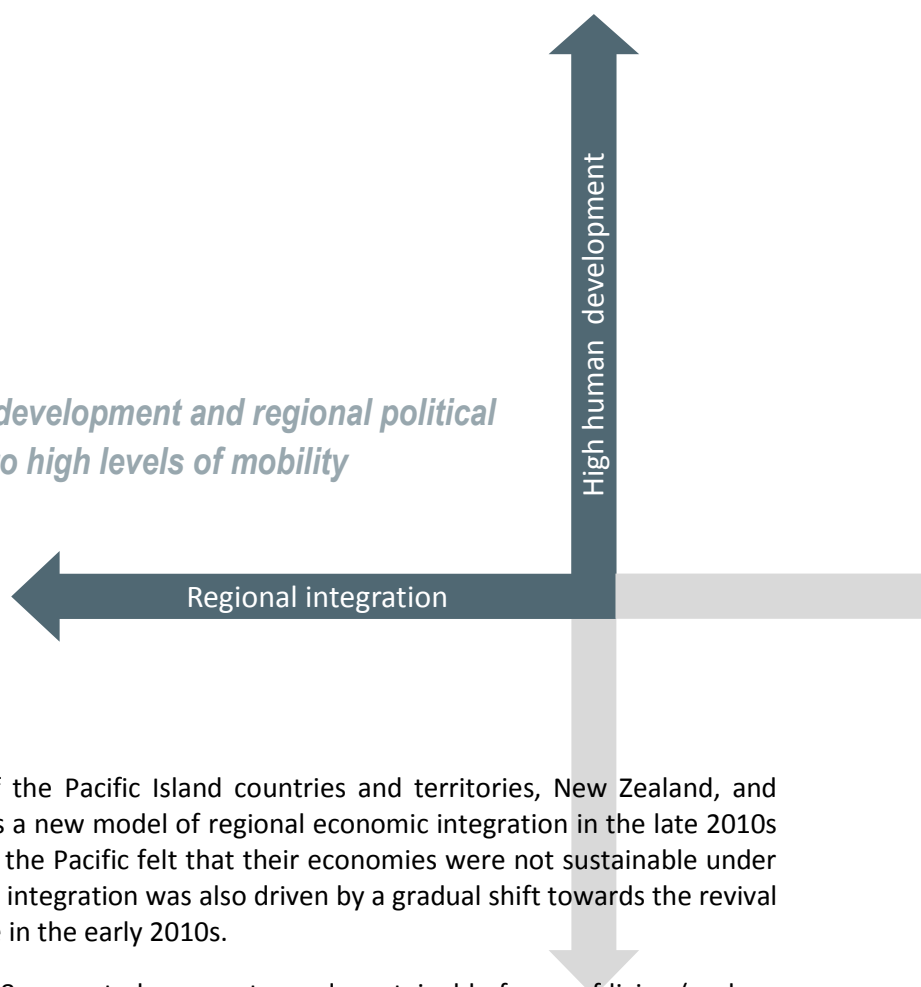 High human development
development and regional political
o high levels of mobility
Regional integration
f the Pacific Island countries and territories, New Zealand, and
s a new model of regional economic integration in the late 2010s
the Pacific felt that their economies were not sustainable under
integration was also driven by a gradual shift towards the revival
e in the early 2010s.